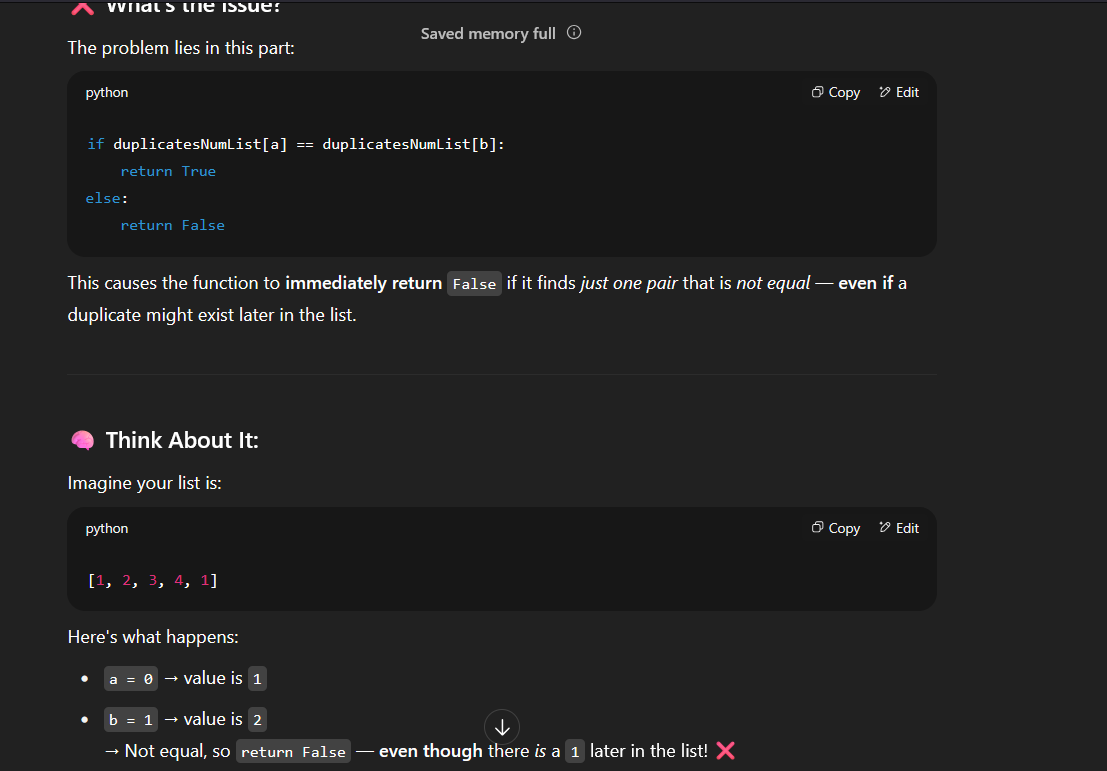 What's the issue?
Saved memory full
The problem lies in this part:
python
Copy
Edit
if duplicatesNumList[a] == duplicatesNumList[b]:
return True
else:
return False
This causes the function to immediately return False if it finds just one pair that is not equal — even if a
duplicate might exist later in the list.
Think About It:
Imagine your list is:
python
Copy
Edit
[1, 2, 3, 4, 1]
Here's what happens:
• a = 0 → value is 1
• b = 1 → value is 2
→ Not equal, so return False — even though there is a 1 later in the list! ❌